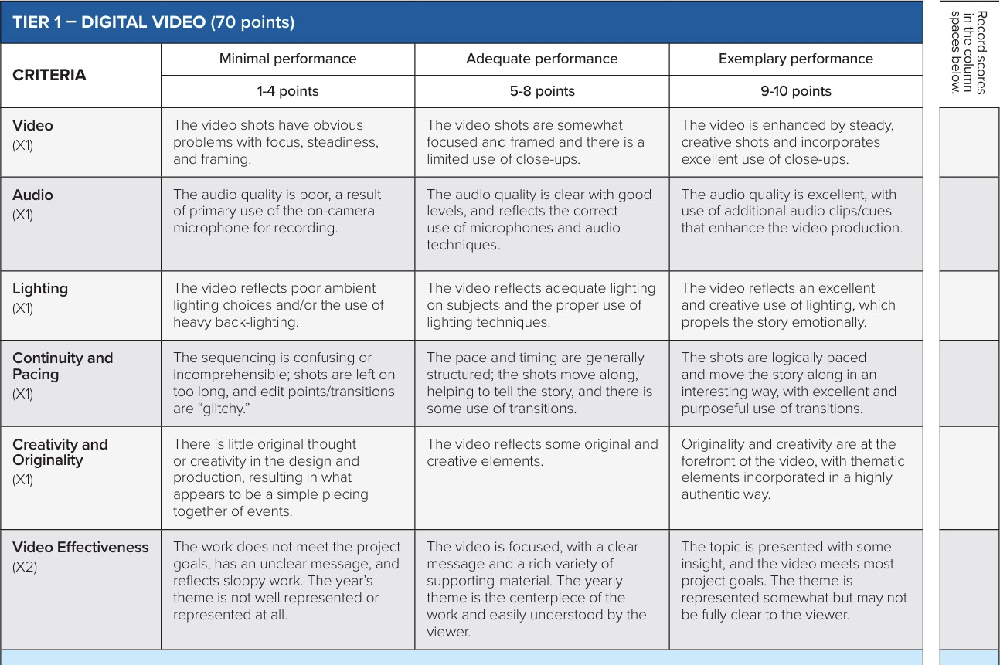 TIER 1 – DIGITAL VIDEO (70 points)
CRITERIA
Minimal performance
Adequate performance
Exemplary performance
1-4 points
5-8 points
9-10 points
Record scores
in the column
spaces below.
Video
(X1)
The video shots have obvious
problems with focus, steadiness,
and framing.
The video shots are somewhat
focused and framed and there is a
limited use of close-ups.
The video is enhanced by steady,
creative shots and incorporates
excellent use of close-ups.
Audio
(X1)
The audio quality is poor, a result
of primary use of the on-camera
microphone for recording.
The audio quality is clear with good
levels, and reflects the correct
use of microphones and audio
techniques.
The audio quality is excellent, with
use of additional audio clips/cues
that enhance the video production.
Lighting
(X1)
The video reflects poor ambient
lighting choices and/or the use of
heavy back-lighting.
The video reflects adequate lighting
on subjects and the proper use of
lighting techniques.
The video reflects an excellent
and creative use of lighting, which
propels the story emotionally.
Continuity and
Pacing
(X1)
The sequencing is confusing or
incomprehensible; shots are left on
too long, and edit points/transitions
are “glitchy.”
The pace and timing are generally
structured; the shots move along,
helping to tell the story, and there is
some use of transitions.
The shots are logically paced
and move the story along in an
interesting way, with excellent and
purposeful use of transitions.
Creativity and
Originality
(X1)
There is little original thought
or creativity in the design and
production, resulting in what
appears to be a simple piecing
together of events.
The video reflects some original and
creative elements.
Originality and creativity are at the
forefront of the video, with thematic
elements incorporated in a highly
authentic way.
Video Effectiveness
(X2)
The work does not meet the project
goals, has an unclear message, and
reflects sloppy work. The year’s
theme is not well represented or
represented at all.
The video is focused, with a clear
message and a rich variety of
supporting material. The yearly
theme is the centerpiece of the
work and easily understood by the
viewer.
The topic is presented with some
insight, and the video meets most
project goals. The theme is
represented somewhat but may not
be fully clear to the viewer.